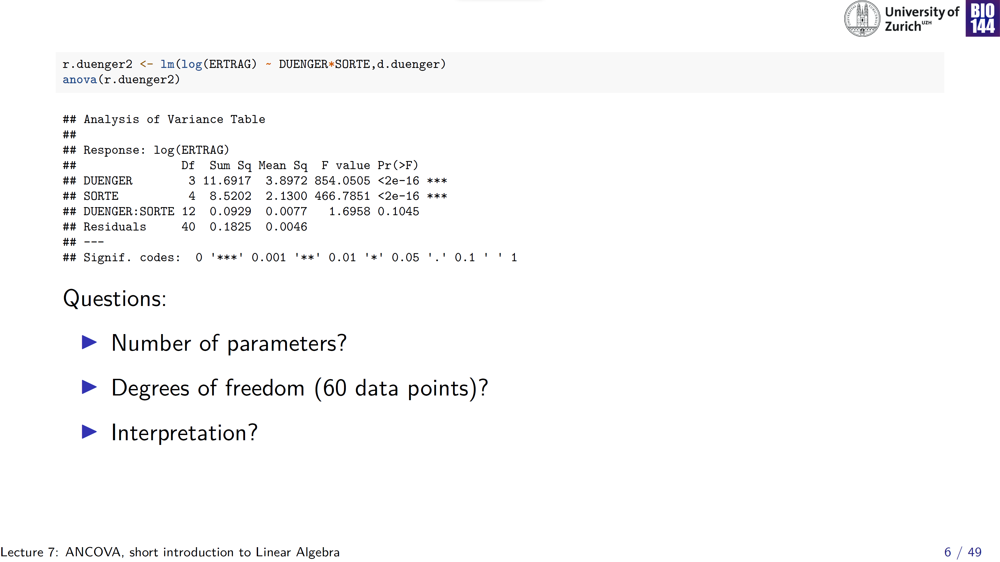 University of
Zurich UZH
BIO
144
r.duenger2 <- lm(log(ERTRAG) ~ DUENGER*SORTE,d.duenger)
anova(r.duenger2)
## Analysis of Variance Table
##
## Response: log(ERTRAG)
##               Df  Sum Sq Mean Sq  F value Pr(>F)
## DUENGER        3 11.6917  3.8972 854.0505 <2e-16 ***
## SORTE          4  8.5202  2.1300 466.7851 <2e-16 ***
## DUENGER:SORTE 12  0.0929  0.0077   1.6958 0.1045
## Residuals     40  0.1825  0.0046
## ---
## Signif. codes:  0 '***' 0.001 '**' 0.01 '*' 0.05 '.' 0.1 ' ' 1
Questions:
▶ Number of parameters?
▶ Degrees of freedom (60 data points)?
▶ Interpretation?
Lecture 7: ANCOVA, short introduction to Linear Algebra
6 / 49